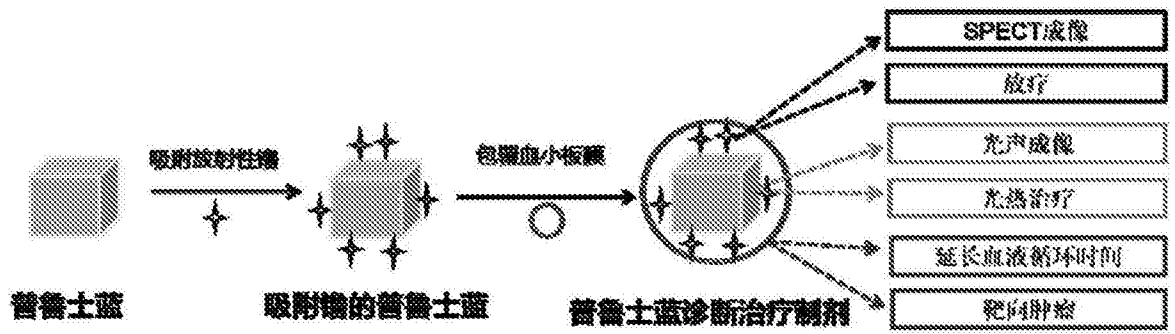 SPECT成像
放疗
吸附放射性镥
包覆血小板膜
光声成像
光热治疗
延长血液循环时间
普鲁士蓝
吸附镥的普鲁士蓝
普鲁士蓝诊断治疗制剂
靶向肿瘤